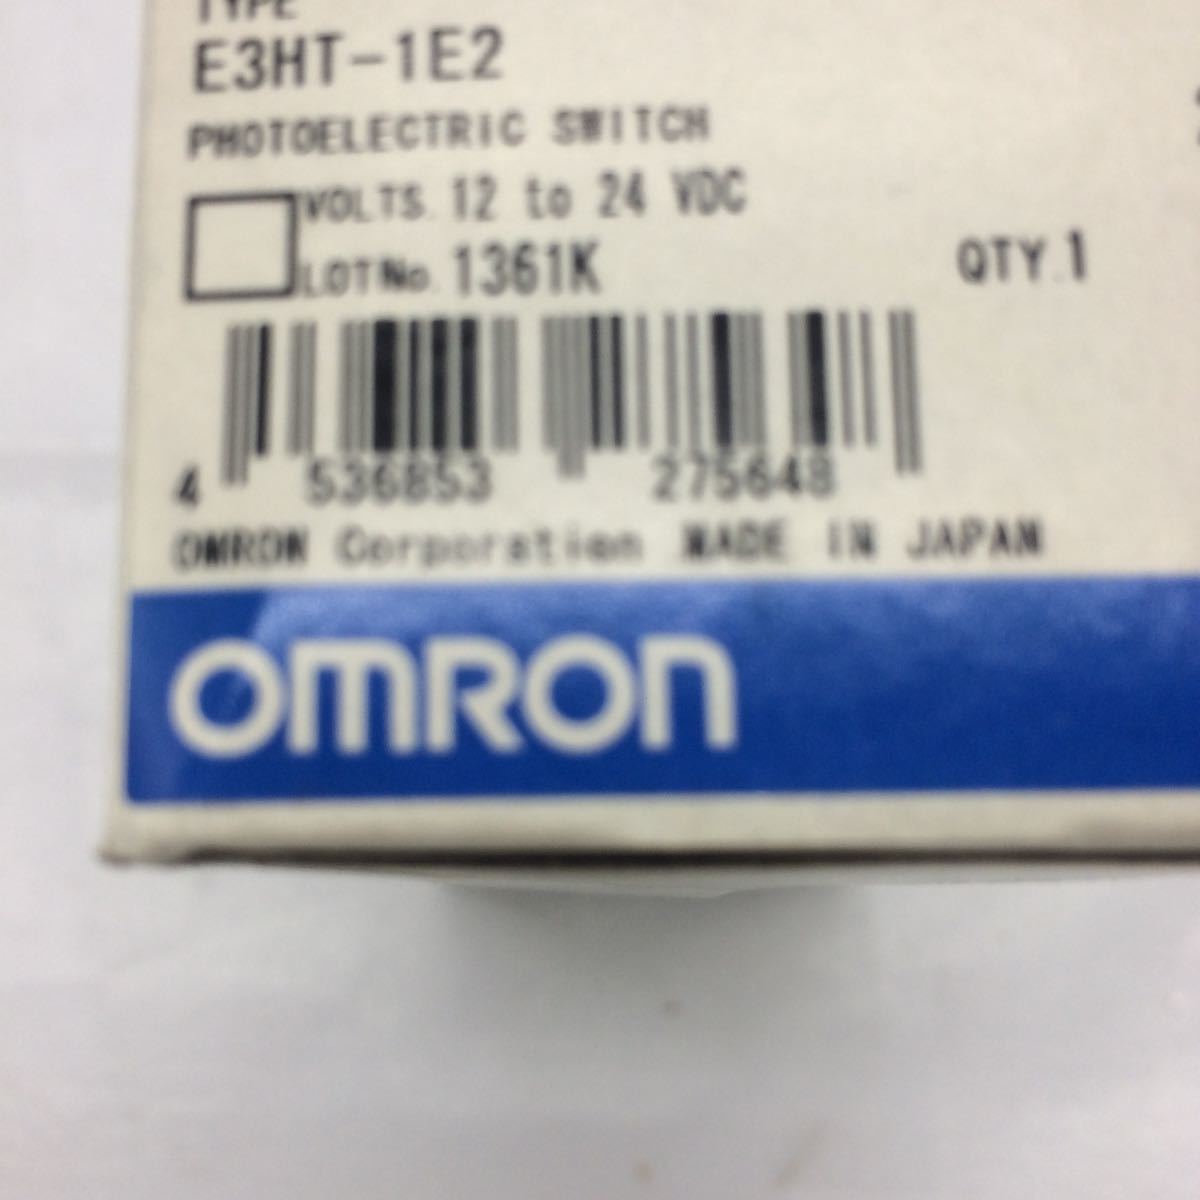 TYPE
E3HT-1E2
PHOTOELECTRIC SWITCH
VOLTS. 12 to 24 VDC
LOT No. 1361K QTY. 1
4 536853 275648
OMRON Corporation MADE IN JAPAN
OMRON